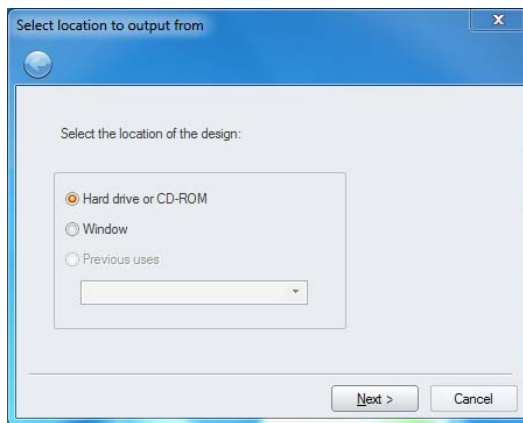 Select location to output from
Select the location of the design:
Hard drive or CD-ROM
Window
Previous uses
Next >
Cancel